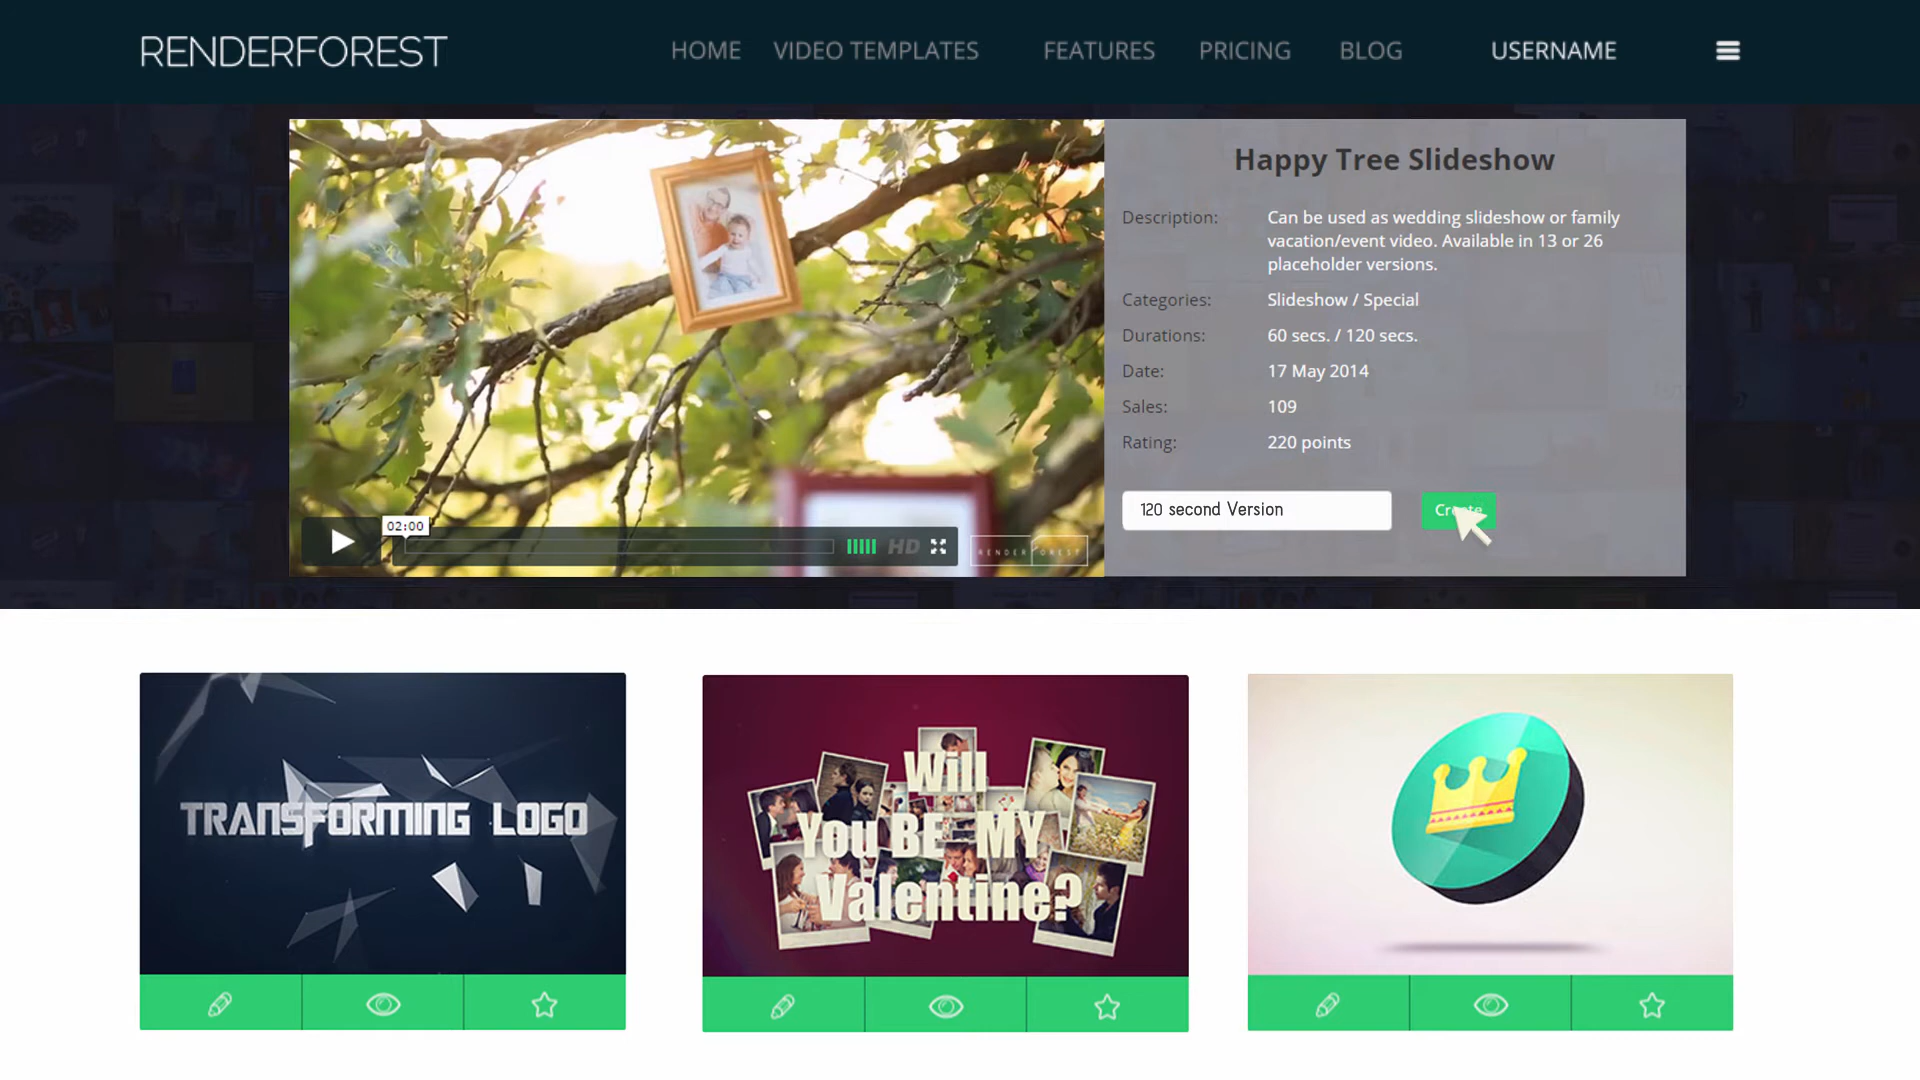 RENDERFOREST
HOME VIDEO TEMPLATES FEATURES PRICING BLOG USERNAME
Happy Tree Slideshow
Description: Can be used as wedding slideshow or family
vacation/event video. Available in 13 or 26
placeholder versions.
Categories: Slideshow / Special
Durations: 60 secs. / 120 secs.
Date: 17 May 2014
Sales: 109
Rating: 220 points
120 second Version
Create
02:00
HD
RENDERFOREST
TRANSFORMING LOGO
Will
You BE MY
Valentine?